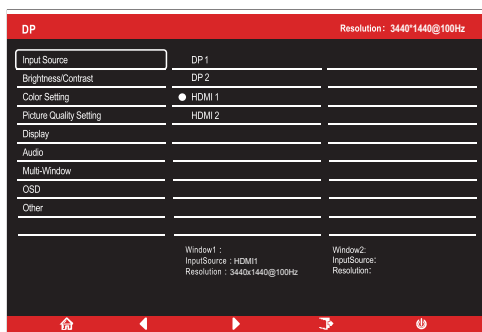 DP Resolution: 3440*1440@100Hz
Input Source DP 1
Brightness/Contrast DP 2
Color Setting HDMI 1
Picture Quality Setting HDMI 2
Display
Audio
Multi-Window
OSD
Other
Window1 : Window2:
InputSource : HDMI1 InputSource:
Resolution : 3440x1440@100Hz Resolution: